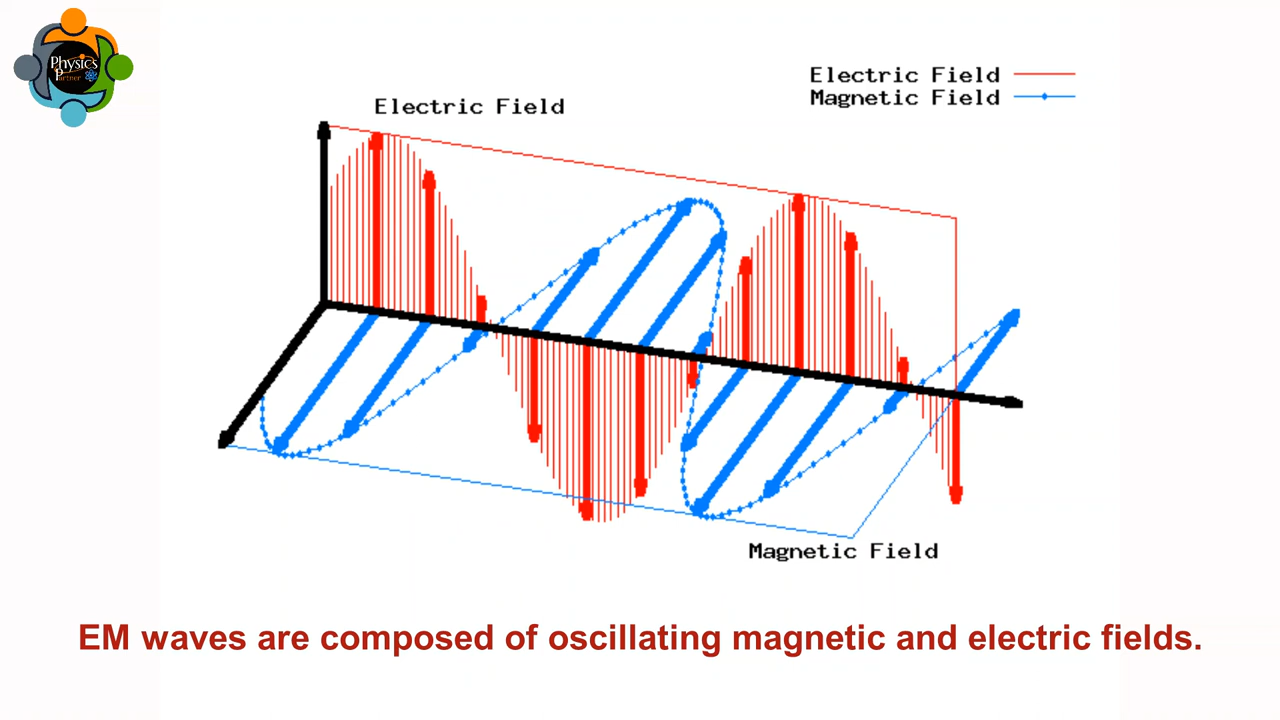 Physics
Partner
Electric Field
Magnetic Field
Electric Field
Magnetic Field
EM waves are composed of oscillating magnetic and electric fields.